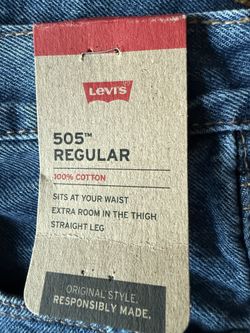 Levi's
505™
REGULAR
100% COTTON
SITS AT YOUR WAIST
EXTRA ROOM IN THE THIGH
STRAIGHT LEG
ORIGINAL STYLE.
RESPONSIBLY MADE.